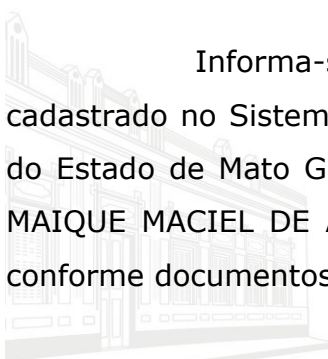 Informa-s
cadastrado no Sistem
do Estado de Mato G
MAIQUE MACIEL DE A
conforme documentos